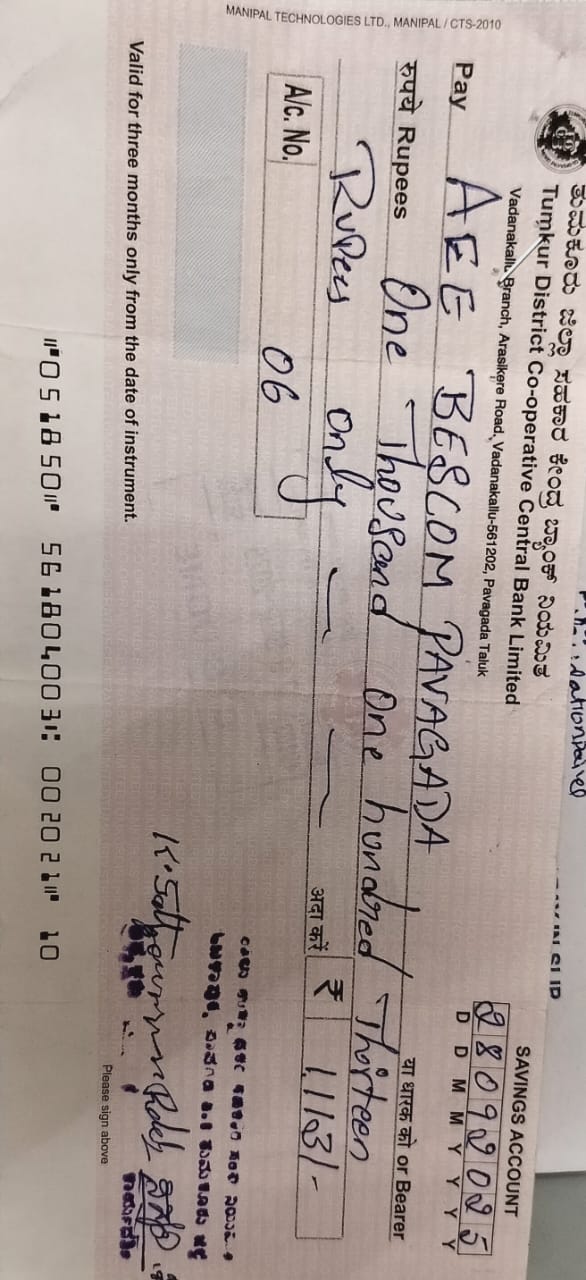 MANIPAL TECHNOLOGIES LTD., MANIPAL / CTS-2010
ತುಮಕೂರು ಜಿಲ್ಲಾ ಸಹಕಾರ ಕೇಂದ್ರ ಬ್ಯಾಂಕ್ ನಿಯಮಿತ
Tumkur District Co-operative Central Bank Limited
Vadanakallu Branch, Arasikere Road, Vadanakallu-561202, Pavagada Taluk
SAVINGS ACCOUNT
28092025
D D M M Y Y Y Y
Pay AEE BESCOM PAVAGADA
या धारक को or Bearer
रुपये Rupees One Thousand One hundred Thirteen
Rupees only
अदा करें ₹ 1,113/-
A/c. No. 06
Valid for three months only from the date of instrument.
Please sign above
⑈051850⑈ 561804003⑆ 002021⑈ 10